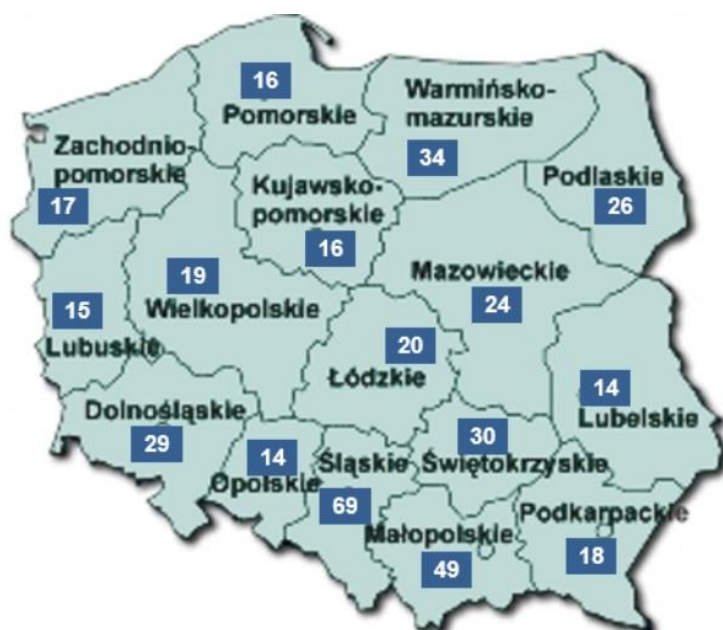 16
Pomorskie
Warmińsko-
mazurskie
34
Zachodnio-
pomorskie
17
Kujawsko-
pomorskie
16
Podlaskie
26
Mazowieckie
24
19
Wielkopolskie
15
Lubuskie
20
Łódzkie
14
Lubelskie
Dolnośląskie
29
14
Opolskie
Śląskie
69
30
Świętokrzyskie
Małopolskie
49
Podkarpackie
18